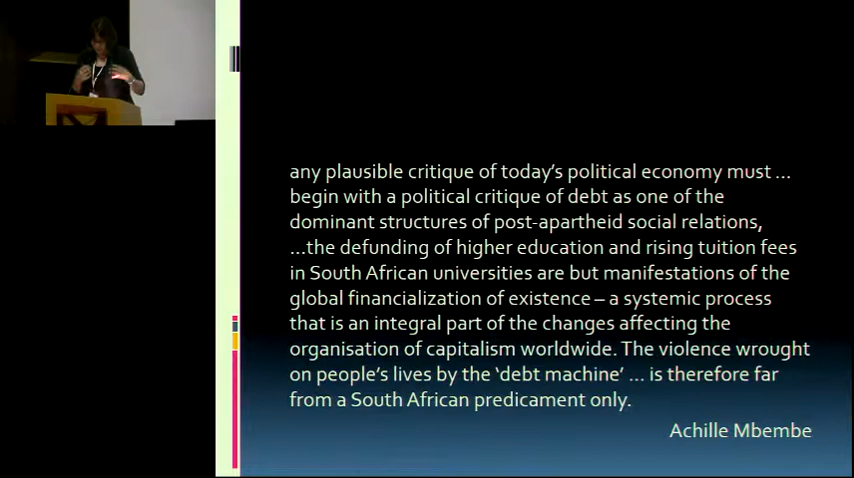 any plausible critique of today's political economy must ...
begin with a political critique of debt as one of the
dominant structures of post-apartheid social relations,
...the defunding of higher education and rising tuition fees
in South African universities are but manifestations of the
global financialization of existence – a systemic process
that is an integral part of the changes affecting the
organisation of capitalism worldwide. The violence wrought
on people's lives by the 'debt machine' ... is therefore far
from a South African predicament only.
Achille Mbembe